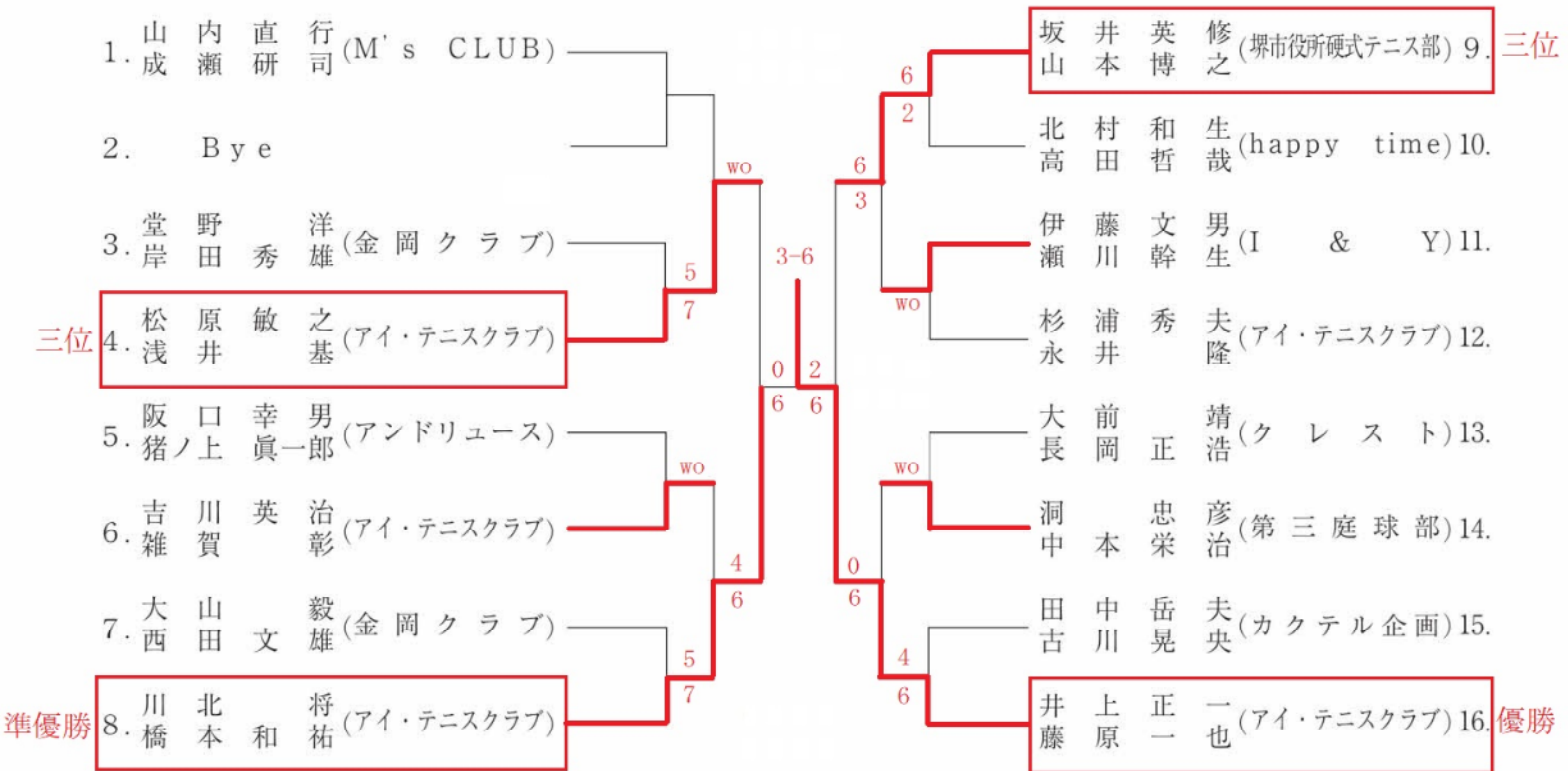 1. 山内直行 (M's CLUB)
成瀬研司
2. Bye
3. 堂野洋 (金岡クラブ)
岸田秀雄
三位 4. 松原敏之 (アイ・テニスクラブ)
浅井基
5. 阪口幸男 (アンドリュース)
猪ノ上眞一郎
6. 吉川英治 (アイ・テニスクラブ)
雑賀彰
7. 大山毅 (金岡クラブ)
西田文雄
準優勝 8. 川北将 (アイ・テニスクラブ)
橋本和祐
wo
5
7
wo
4
6
5
7
0
6
3-6
2
6
6
2
6
3
wo
wo
0
6
4
6
坂井英修 (堺市役所硬式テニス部) 9. 三位
山本博之
北村和生 (happy time) 10.
高田哲哉
伊藤文男 (I & Y) 11.
瀬川幹生
杉浦秀夫 (アイ・テニスクラブ) 12.
永井隆
大前靖 (クレスト) 13.
長岡正浩
洞忠彦 (第三庭球部) 14.
中本栄治
田中岳夫 (カクテル企画) 15.
古川晃央
井上正一 (アイ・テニスクラブ) 16. 優勝
藤原一也